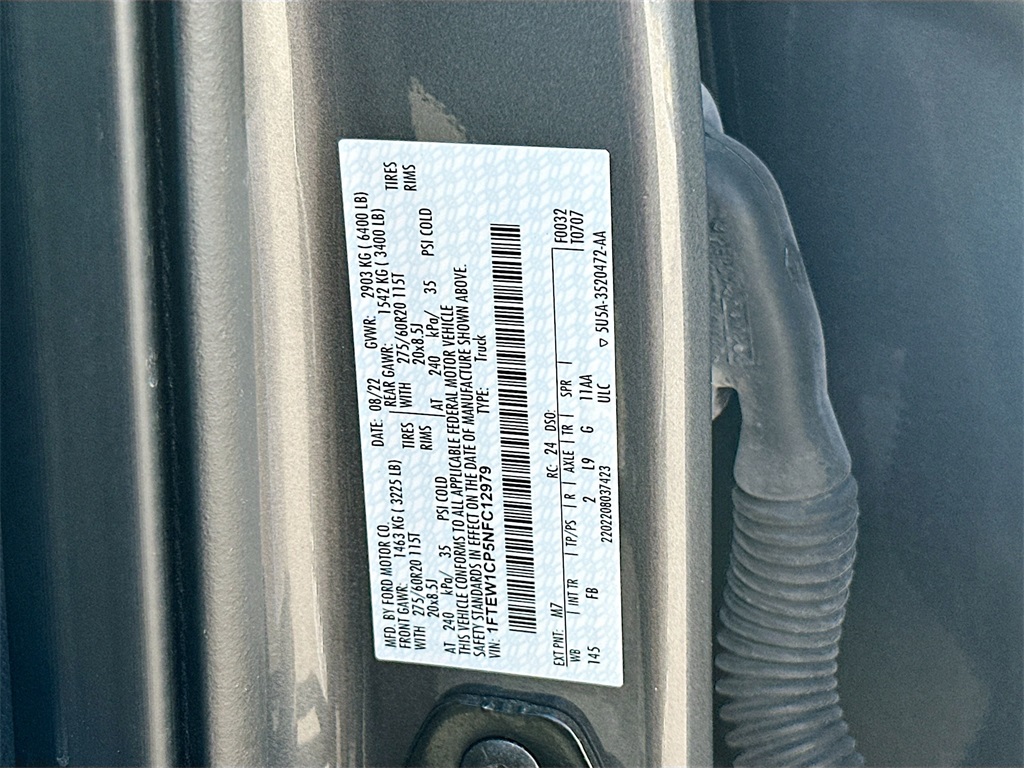 MFD. BY FORD MOTOR CO.
DATE: 08/22 GVWR: 2903 KG ( 6400 LB)
FRONT GAWR: 1463 KG ( 3225 LB) REAR GAWR: 1542 KG ( 3400 LB)
WITH 275/60R20 115T TIRES WITH 275/60R20 115T TIRES
20x8.5J RIMS 20x8.5J RIMS
AT 240 kPa/ 35 PSI COLD AT 240 kPa/ 35 PSI COLD
THIS VEHICLE CONFORMS TO ALL APPLICABLE FEDERAL MOTOR VEHICLE
SAFETY STANDARDS IN EFFECT ON THE DATE OF MANUFACTURE SHOWN ABOVE.
VIN: 1FTEW1CP5NFC12979 TYPE: Truck
EXT PNT: M7 RC: 24 DSO: F0032
WB INT TR TP/PS R AXLE TR SPR T0707
145 FB 2 L9 G 11AA
2202208037423 ULC ▽ 5U5A-3520472-AA